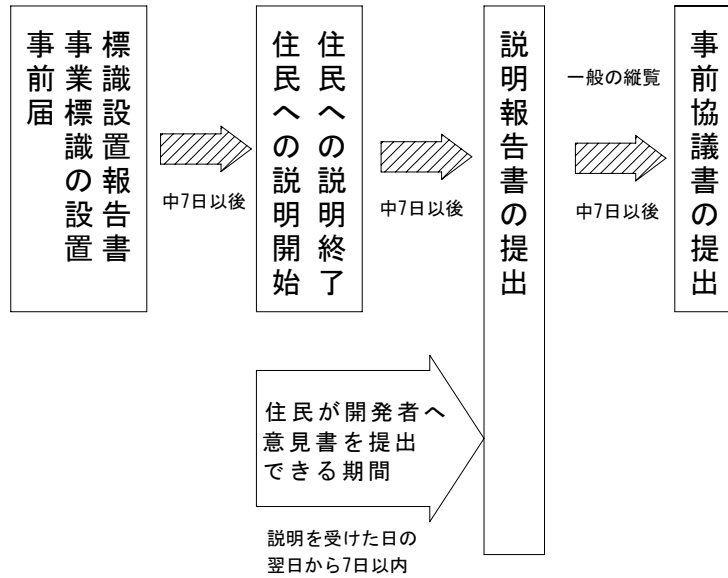 標識設置報告書
事業標識の設置
事前届
中7日以後
住民への説明終了
住民への説明開始
中7日以後
説明報告書の提出
一般の縦覧
中7日以後
事前協議書の提出
住民が開発者へ
意見書を提出
できる期間
説明を受けた日の
翌日から7日以内